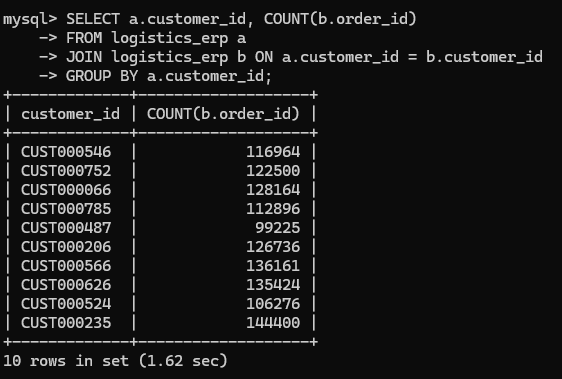 mysql> SELECT a.customer_id, COUNT(b.order_id)
    -> FROM logistics_erp a
    -> JOIN logistics_erp b ON a.customer_id = b.customer_id
    -> GROUP BY a.customer_id;
+-------------+-------------------+
| customer_id | COUNT(b.order_id) |
+-------------+-------------------+
| CUST000546  |            116964 |
| CUST000752  |            122500 |
| CUST000066  |            128164 |
| CUST000785  |            112896 |
| CUST000487  |             99225 |
| CUST000206  |            126736 |
| CUST000566  |            136161 |
| CUST000626  |            135424 |
| CUST000524  |            106276 |
| CUST000235  |            144400 |
+-------------+-------------------+
10 rows in set (1.62 sec)